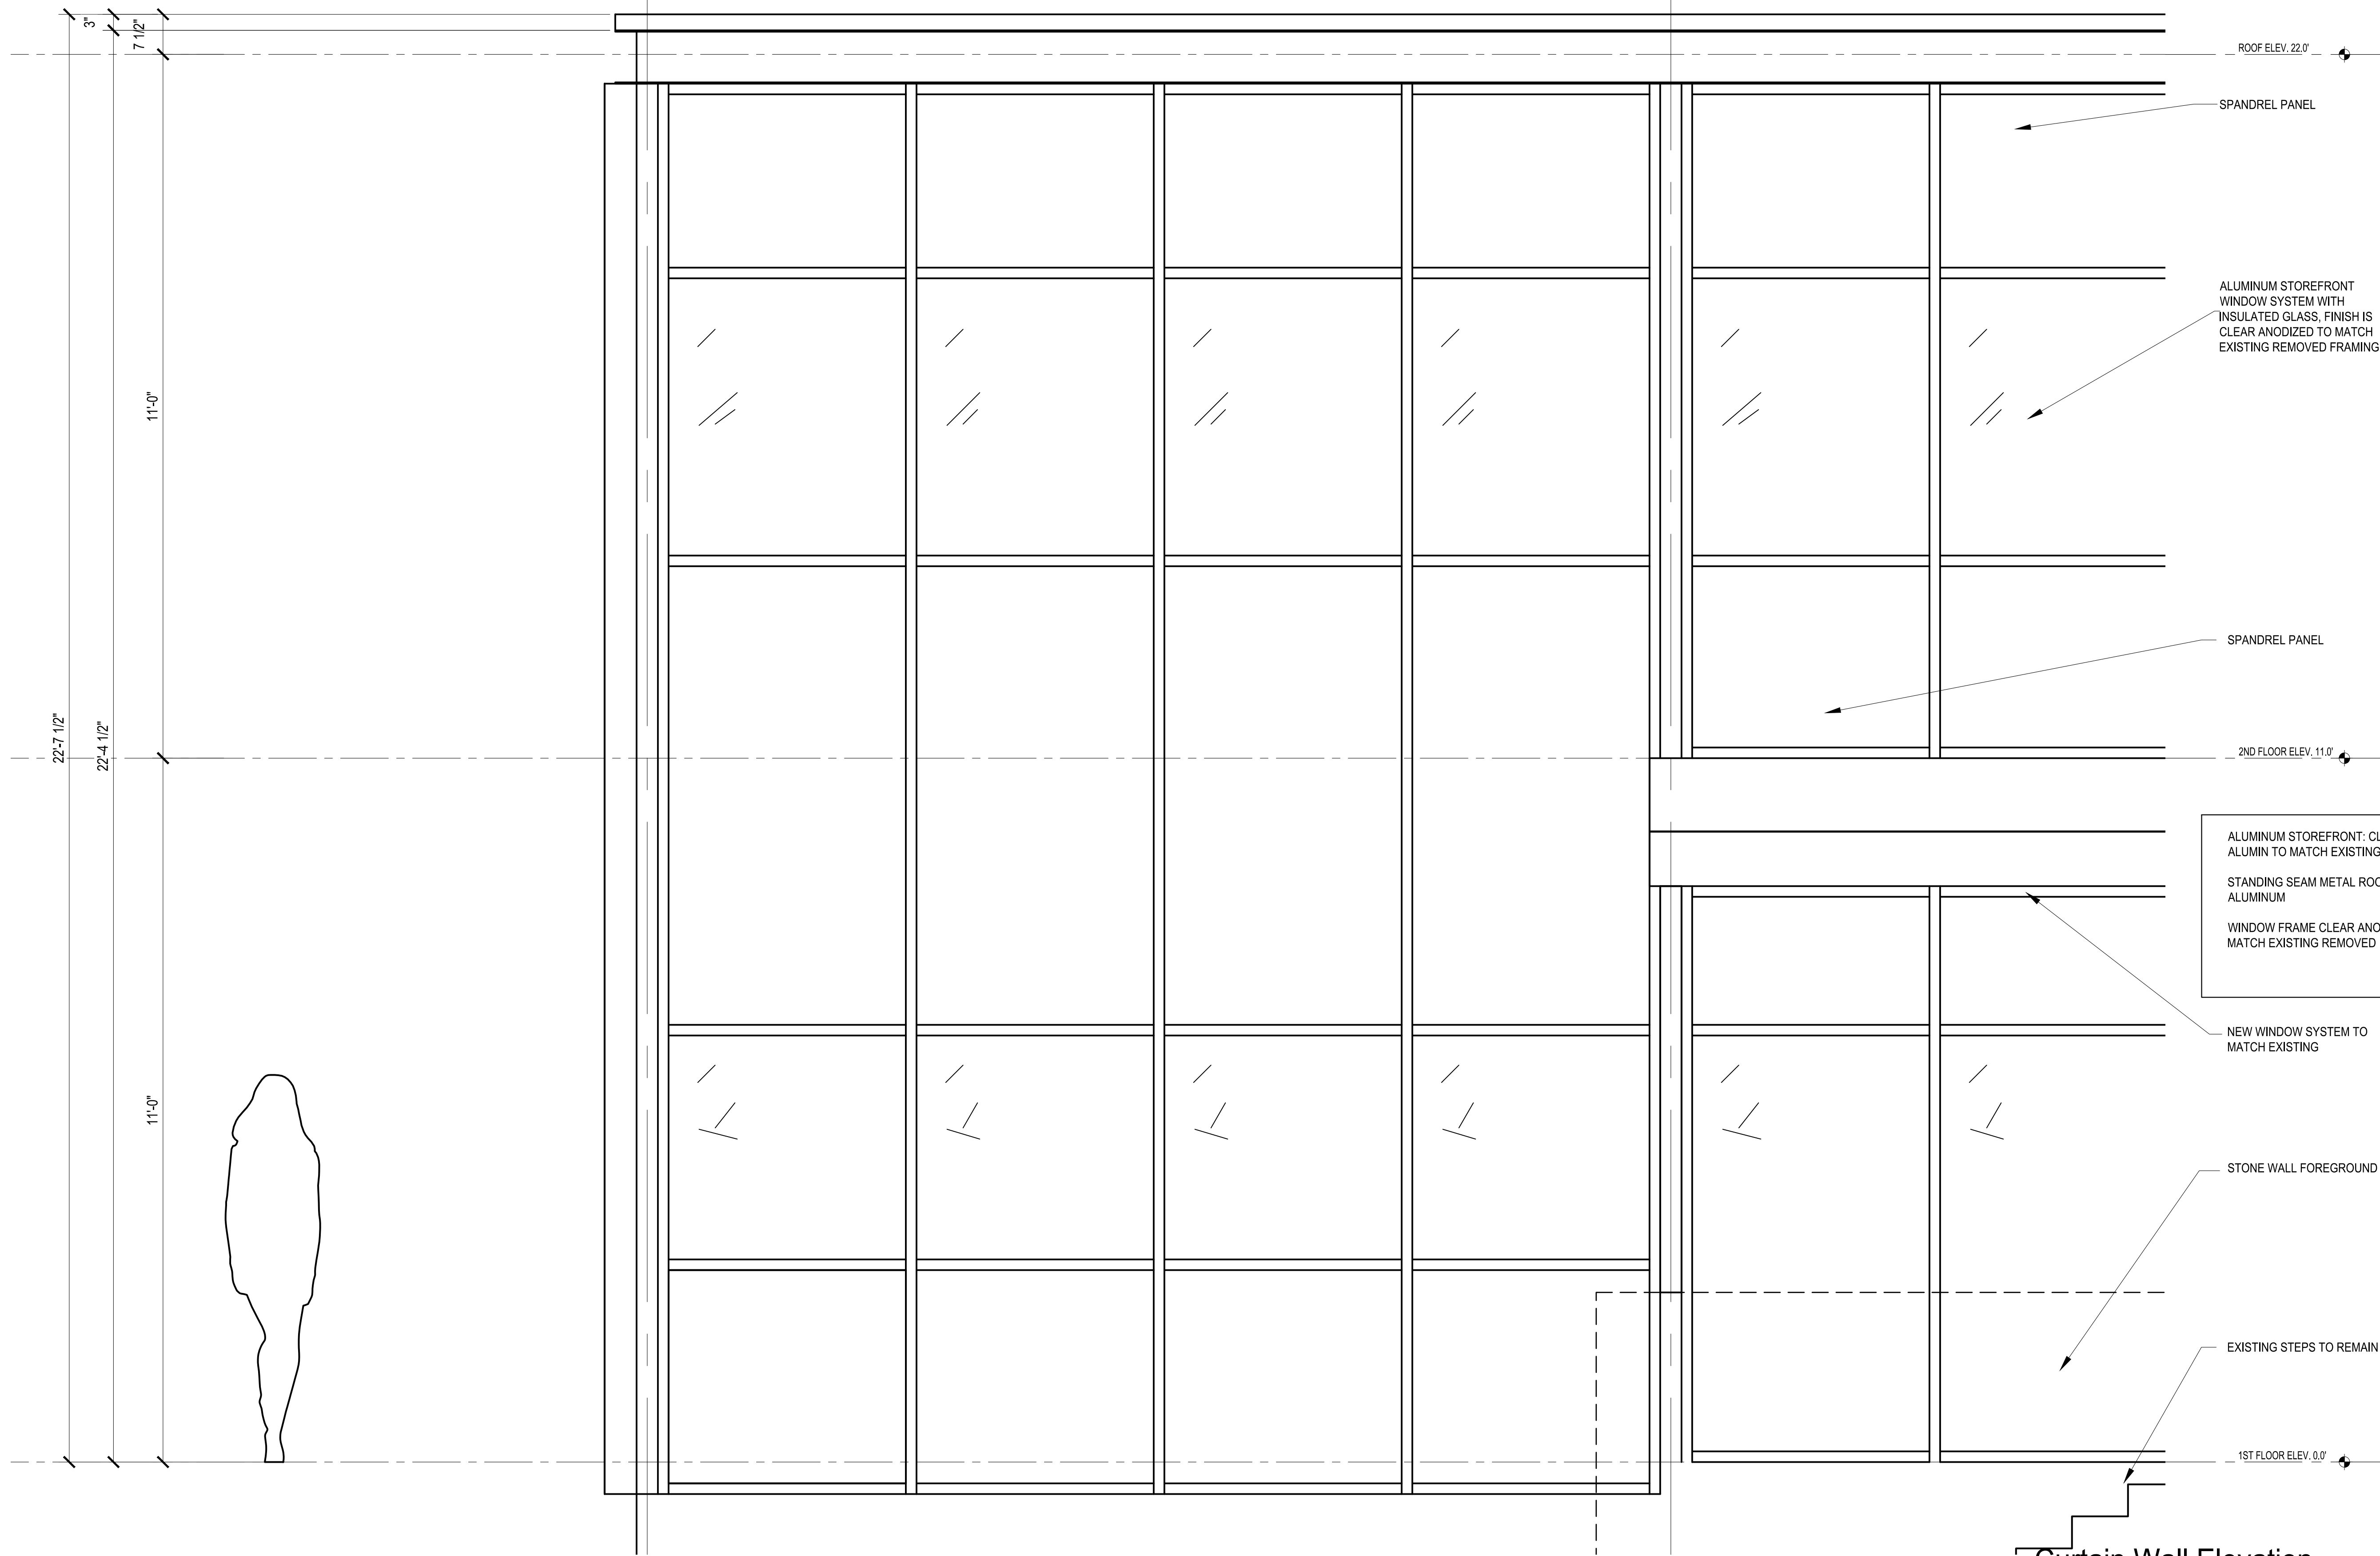 3"
7 1/2"
ROOF ELEV. 22.0'
SPANDREL PANEL
ALUMINUM STOREFRONT
WINDOW SYSTEM WITH
INSULATED GLASS, FINISH IS
CLEAR ANODIZED TO MATCH
EXISTING REMOVED FRAMING
11'-0"
SPANDREL PANEL
22'-7 1/2"
22'-4 1/2"
2ND FLOOR ELEV. 11.0'
ALUMINUM STOREFRONT:
ALUMIN TO MATCH EXISTING
STANDING SEAM METAL
ALUMINUM
WINDOW FRAME CLEAR
MATCH EXISTING REMOVED
NEW WINDOW SYSTEM TO
MATCH EXISTING
11'-0"
STONE WALL FOREGROUND
EXISTING STEPS TO REMAIN
1ST FLOOR ELEV. 0.0'
Curtain Wall Elevation